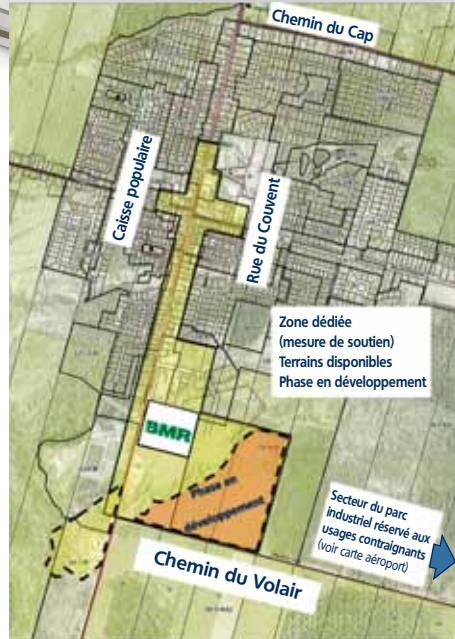 Chemin du Cap
Caisse populaire
Rue du Couvent
Zone dédiée
(mesure de soutien)
Terrains disponibles
Phase en développement
BMR
Phase en
développement
Secteur du parc
industriel réservé aux
usages contraignants
(voir carte aéroport)
Chemin du Volair